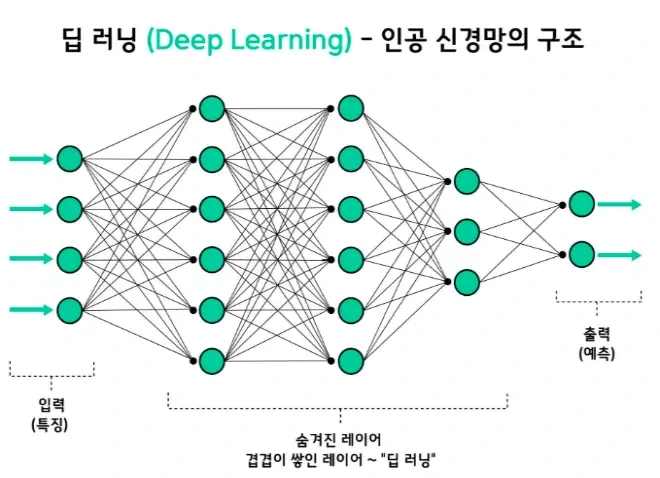 딥 러닝 (Deep Learning) - 인공 신경망의 구조
입력
(특징)
숨겨진 레이어
겹겹이 쌓인 레이어 ~ "딥 러닝"
출력
(예측)